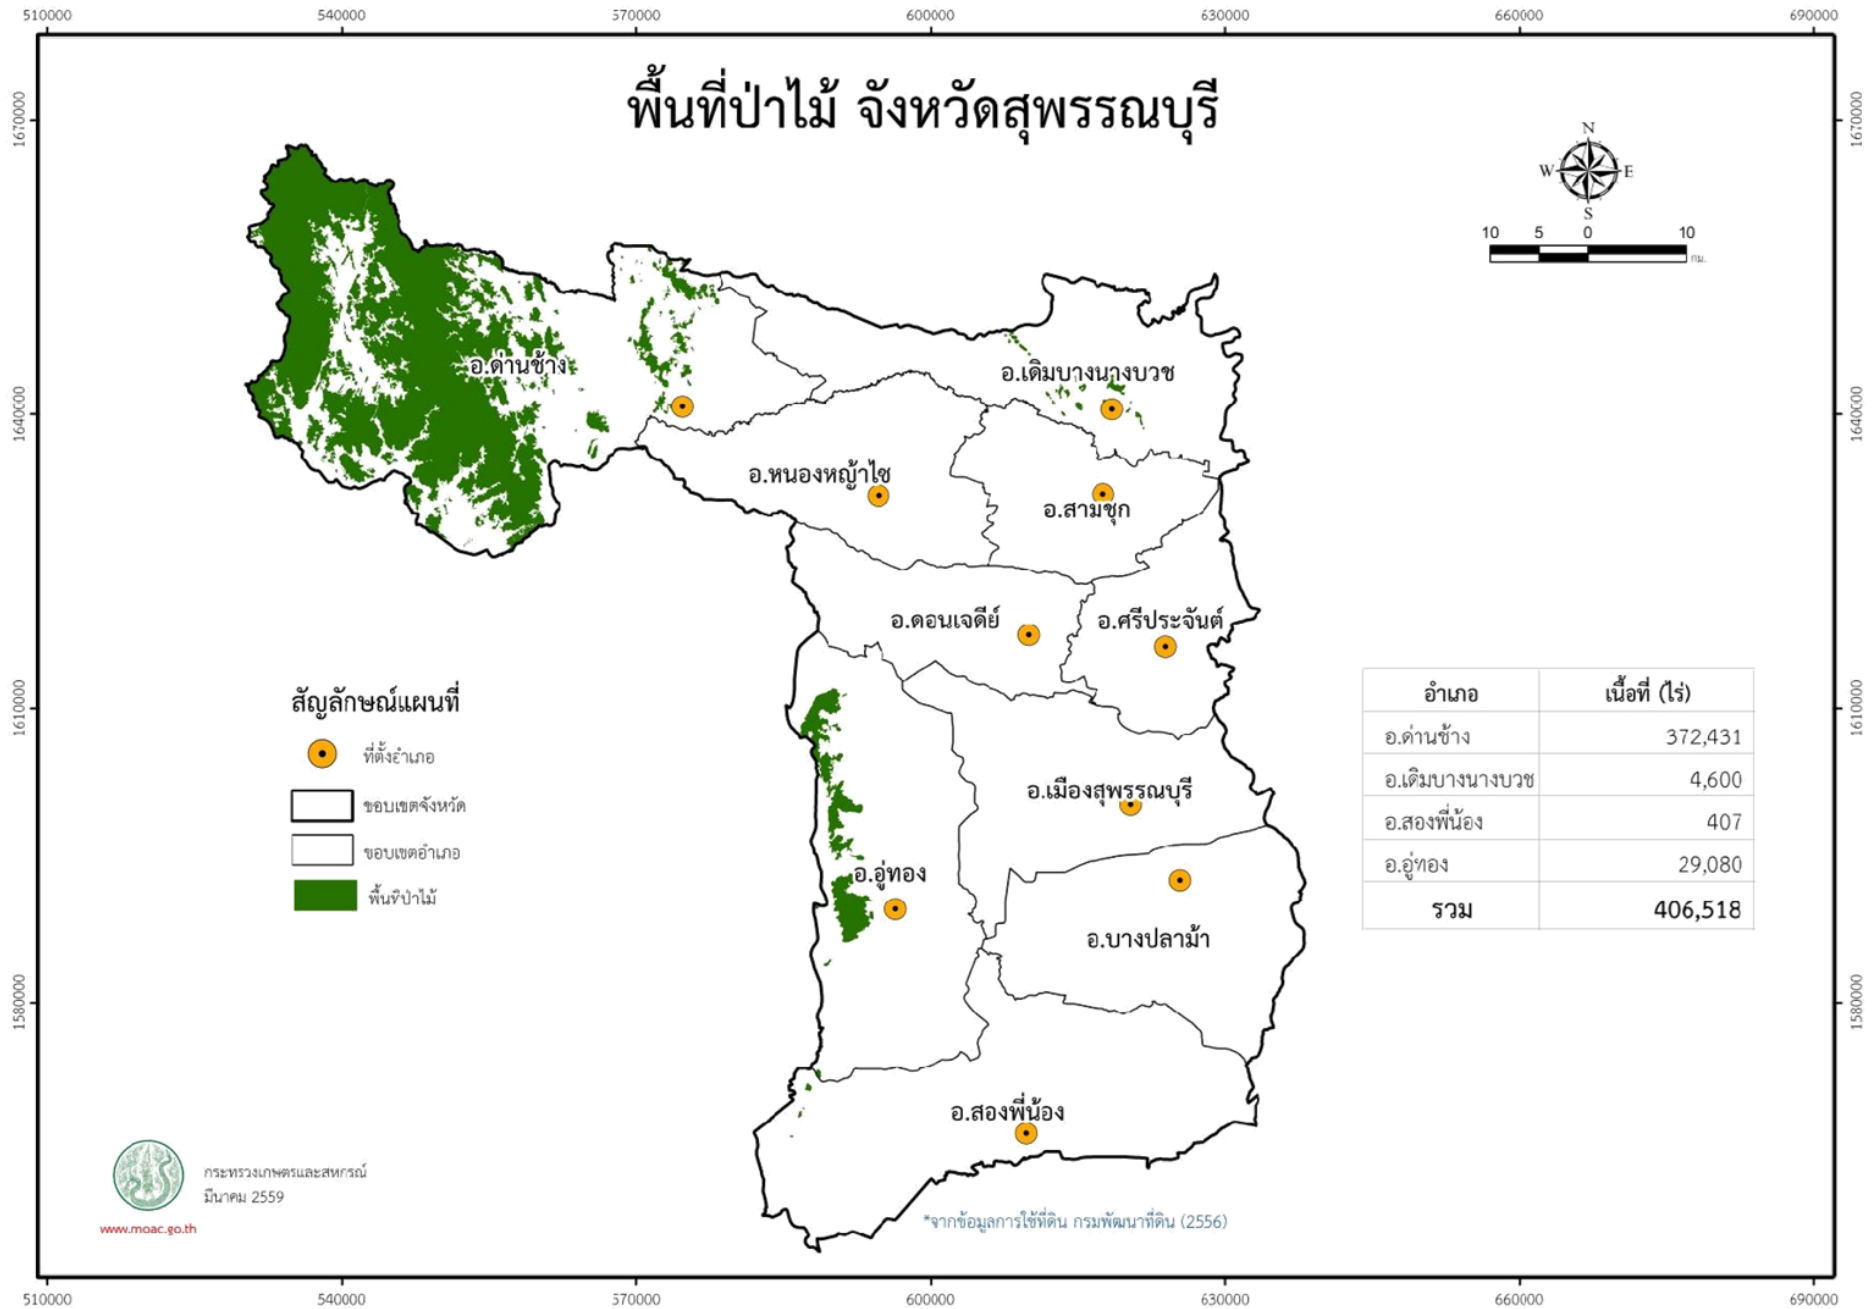 510000 540000 570000 600000 630000 660000 690000
พื้นที่ป่าไม้ จังหวัดสุพรรณบุรี
1670000
1670000
N
W E
S
10 5 0 10
กม.
อ.ด่านช้าง
อ.เดิมบางนางบวช
1640000
1640000
อ.หนองหญ้าไซ
อ.สามชุก
อ.ดอนเจดีย์
อ.ศรีประจันต์
1610000
1610000
สัญลักษณ์แผนที่
ที่ตั้งอำเภอ
ขอบเขตจังหวัด
ขอบเขตอำเภอ
พื้นที่ป่าไม้
อ.เมืองสุพรรณบุรี
อ.อู่ทอง
อ.บางปลาม้า
อำเภอ เนื้อที่ (ไร่)
อ.ด่านช้าง 372,431
อ.เดิมบางนางบวช 4,600
อ.สองพี่น้อง 407
อ.อู่ทอง 29,080
รวม 406,518
1580000
1580000
อ.สองพี่น้อง
กระทรวงเกษตรและสหกรณ์
มีนาคม 2559
www.moac.go.th
*จากข้อมูลการใช้ที่ดิน กรมพัฒนาที่ดิน (2556)
510000 540000 570000 600000 630000 660000 690000